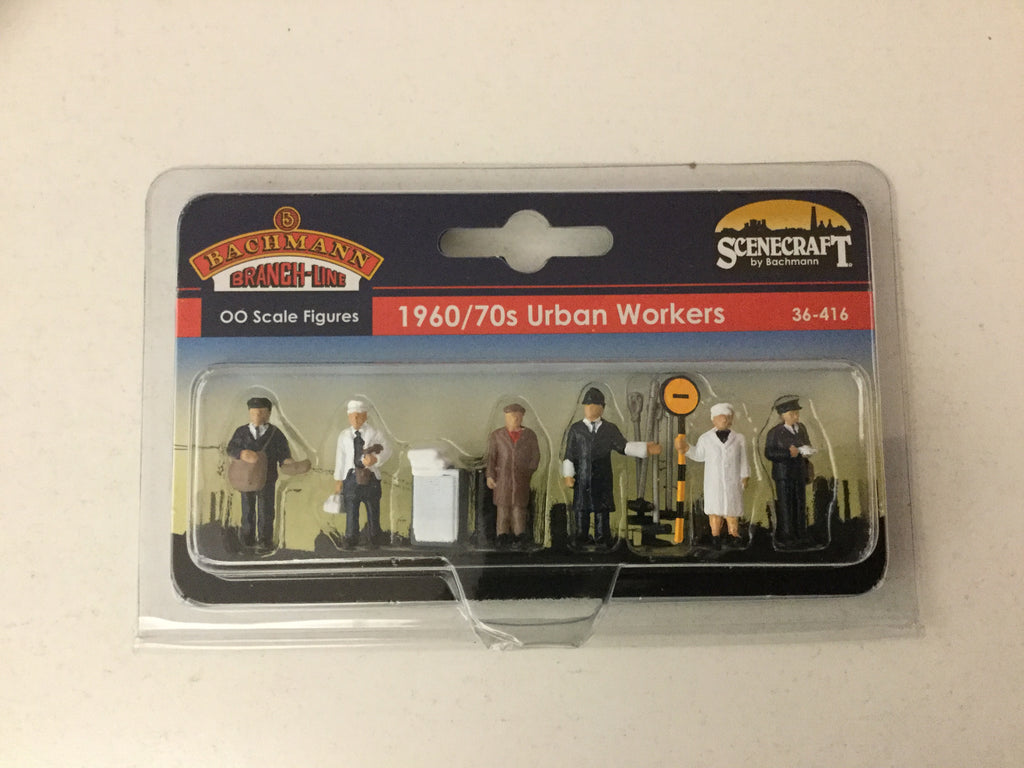 B
BACHMANN
BRANCH-LINE
SCENECRAFT
by Bachmann
OO Scale Figures
1960/70s Urban Workers
36-416